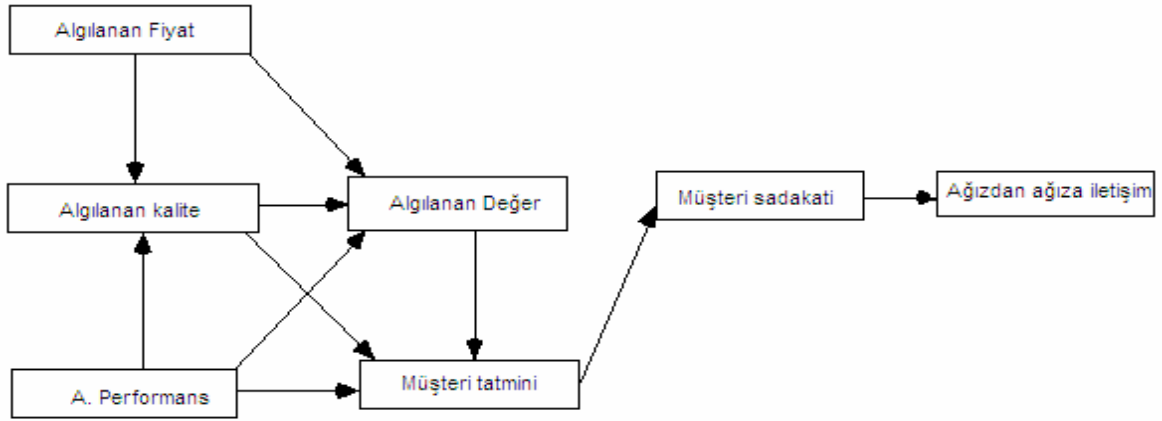 Algılanan Fiyat
Algılanan kalite
Algılanan Değer
Müşteri sadakati
Ağızdan ağıza iletişim
A. Performans
Müşteri tatmini